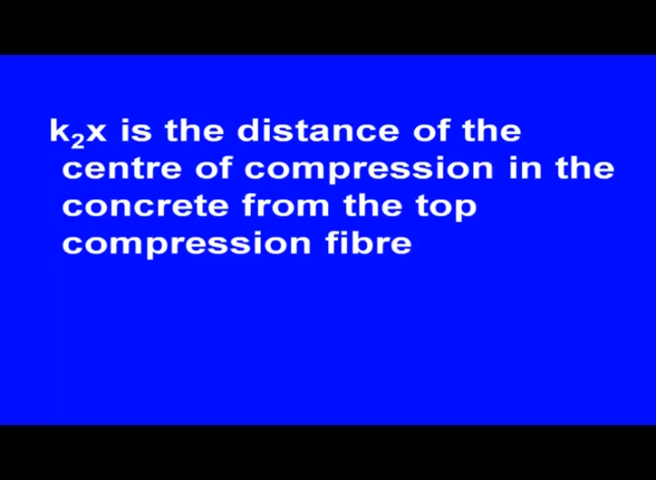 k₂x is the distance of the
centre of compression in the
concrete from the top
compression fibre